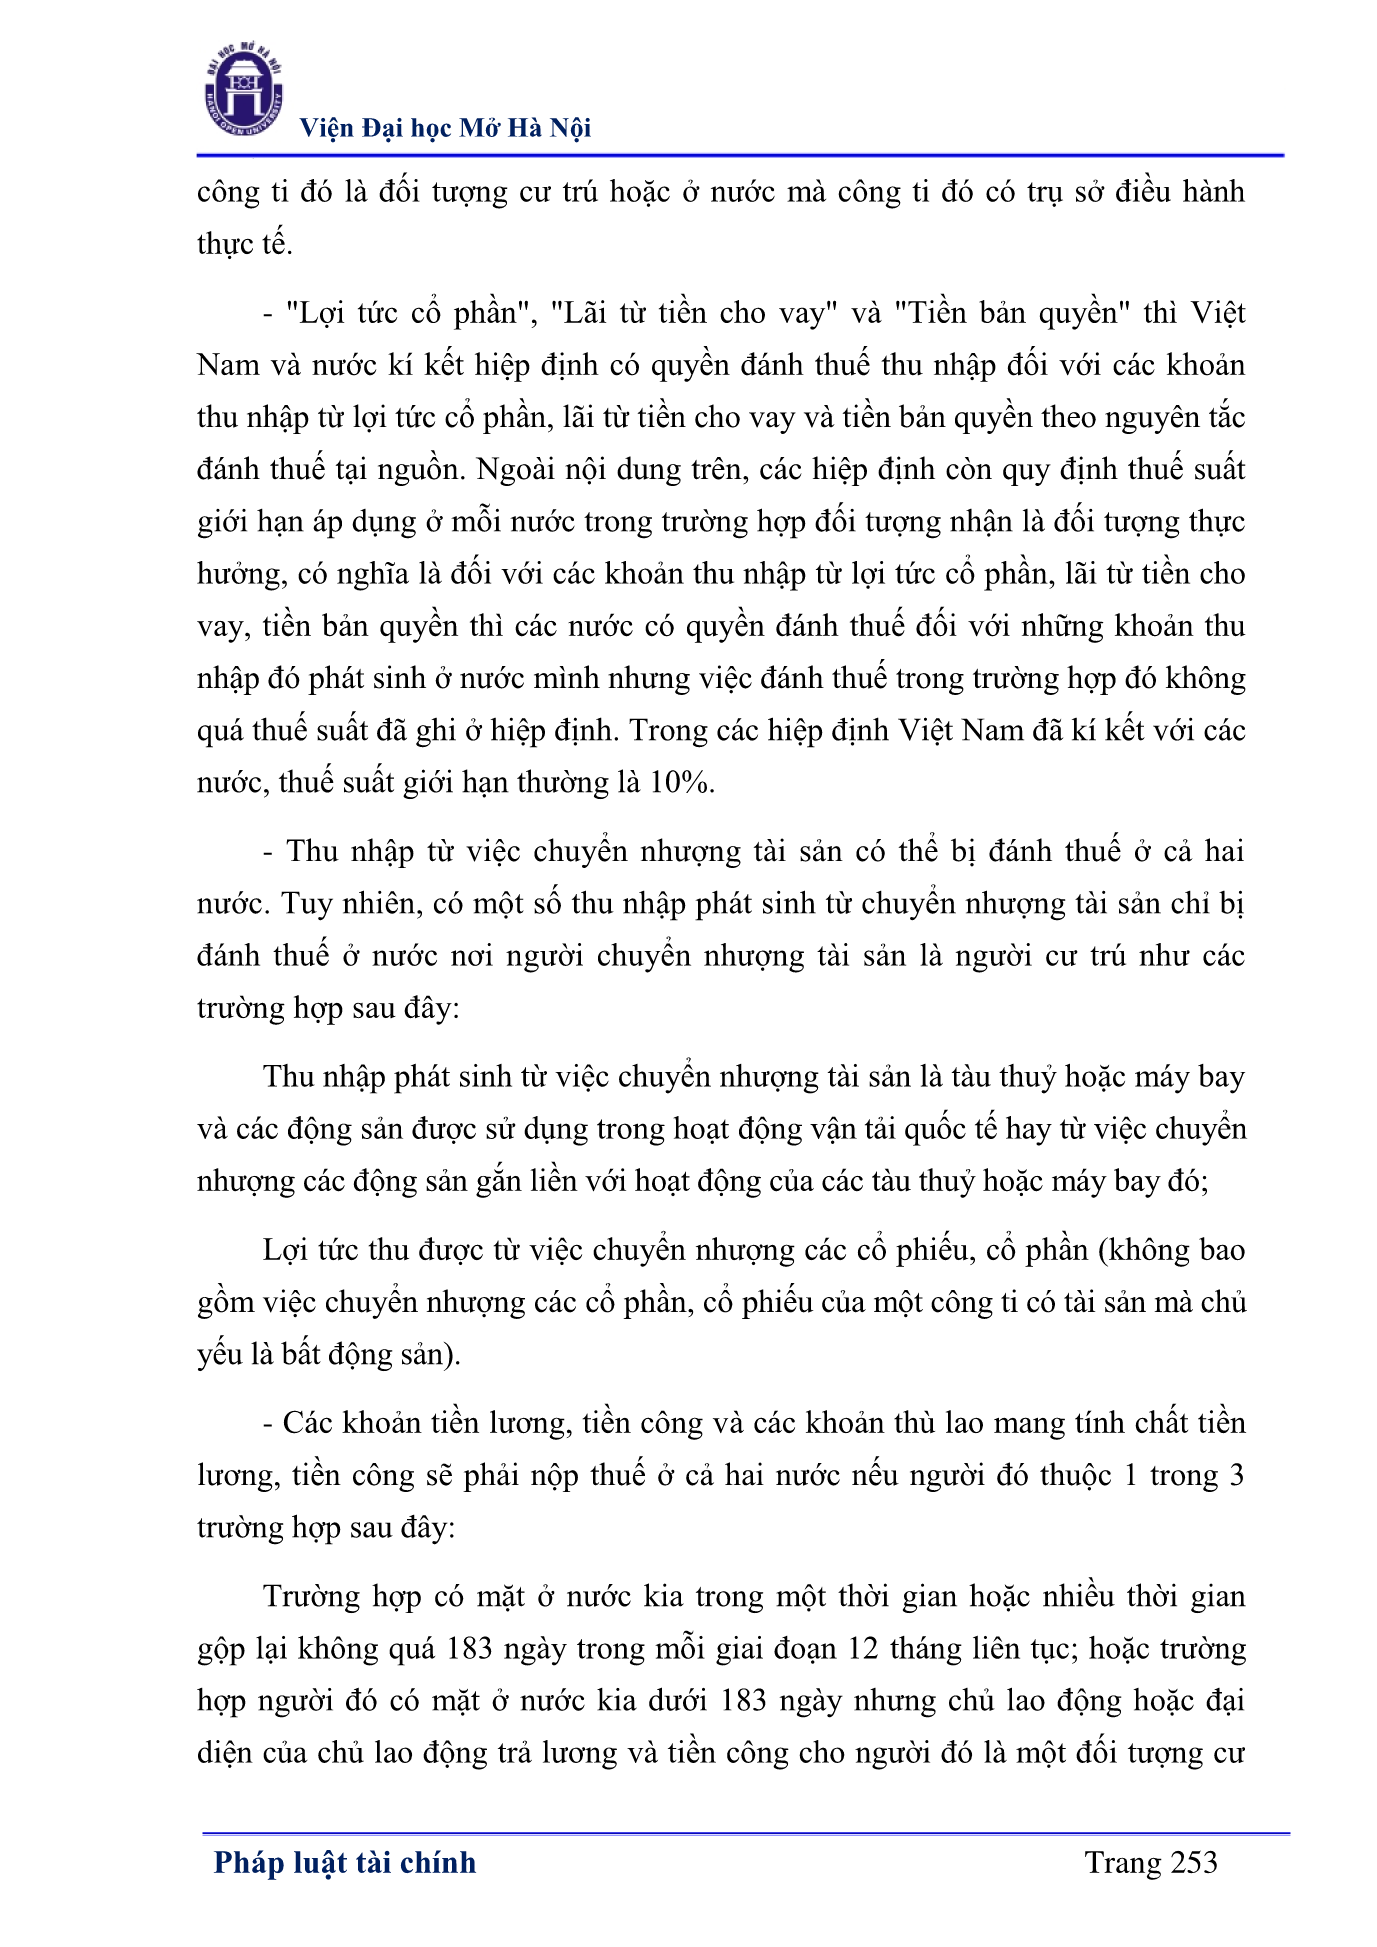 ĐẠI HỌC MỞ HÀ NỘI
HANOI OPEN UNIVERSITY
Viện Đại học Mở Hà Nội
công ti đó là đối tượng cư trú hoặc ở nước mà công ti đó có trụ sở điều hành
thực tế.
- "Lợi tức cổ phần", "Lãi từ tiền cho vay" và "Tiền bản quyền" thì Việt
Nam và nước kí kết hiệp định có quyền đánh thuế thu nhập đối với các khoản
thu nhập từ lợi tức cổ phần, lãi từ tiền cho vay và tiền bản quyền theo nguyên tắc
đánh thuế tại nguồn. Ngoài nội dung trên, các hiệp định còn quy định thuế suất
giới hạn áp dụng ở mỗi nước trong trường hợp đối tượng nhận là đối tượng thực
hưởng, có nghĩa là đối với các khoản thu nhập từ lợi tức cổ phần, lãi từ tiền cho
vay, tiền bản quyền thì các nước có quyền đánh thuế đối với những khoản thu
nhập đó phát sinh ở nước mình nhưng việc đánh thuế trong trường hợp đó không
quá thuế suất đã ghi ở hiệp định. Trong các hiệp định Việt Nam đã kí kết với các
nước, thuế suất giới hạn thường là 10%.
- Thu nhập từ việc chuyển nhượng tài sản có thể bị đánh thuế ở cả hai
nước. Tuy nhiên, có một số thu nhập phát sinh từ chuyển nhượng tài sản chỉ bị
đánh thuế ở nước nơi người chuyển nhượng tài sản là người cư trú như các
trường hợp sau đây:
Thu nhập phát sinh từ việc chuyển nhượng tài sản là tàu thuỷ hoặc máy bay
và các động sản được sử dụng trong hoạt động vận tải quốc tế hay từ việc chuyển
nhượng các động sản gắn liền với hoạt động của các tàu thuỷ hoặc máy bay đó;
Lợi tức thu được từ việc chuyển nhượng các cổ phiếu, cổ phần (không bao
gồm việc chuyển nhượng các cổ phần, cổ phiếu của một công ti có tài sản mà chủ
yếu là bất động sản).
- Các khoản tiền lương, tiền công và các khoản thù lao mang tính chất tiền
lương, tiền công sẽ phải nộp thuế ở cả hai nước nếu người đó thuộc 1 trong 3
trường hợp sau đây:
Trường hợp có mặt ở nước kia trong một thời gian hoặc nhiều thời gian
gộp lại không quá 183 ngày trong mỗi giai đoạn 12 tháng liên tục; hoặc trường
hợp người đó có mặt ở nước kia dưới 183 ngày nhưng chủ lao động hoặc đại
diện của chủ lao động trả lương và tiền công cho người đó là một đối tượng cư
Pháp luật tài chính
Trang 253